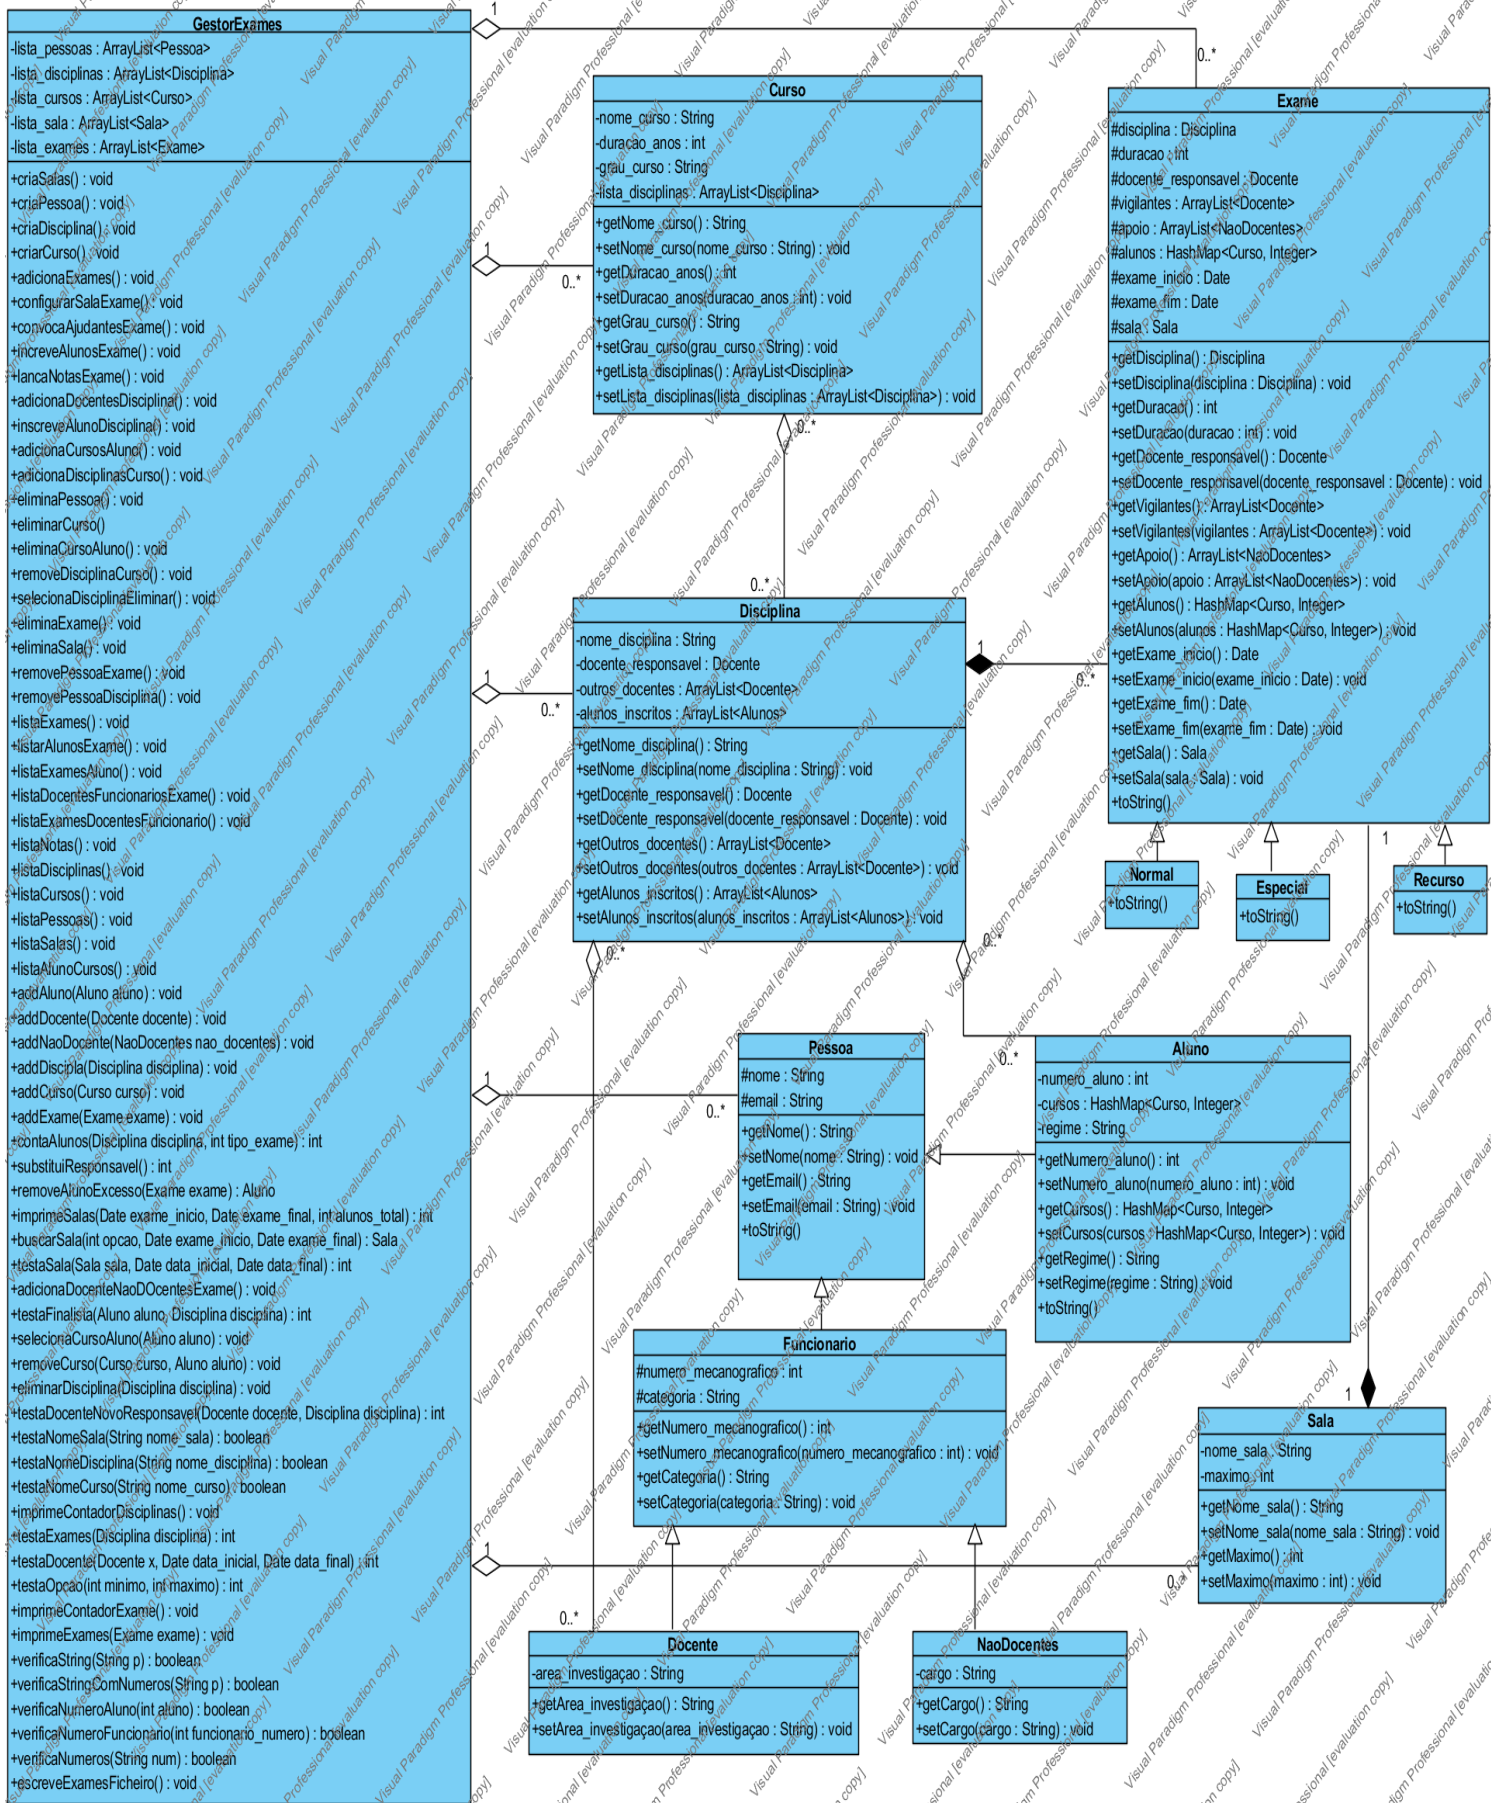 GestorExames
-lista_pessoas : ArrayList<Pessoa>
-lista_disciplinas : ArrayList<Disciplina>
-lista_cursos : ArrayList<Curso>
-lista_sala : ArrayList<Sala>
-lista_exames : ArrayList<Exame>
+criaSalas() : void
+criaPessoa() : void
+criaDisciplina() : void
+criarCurso() : void
+adicionaExames() : void
+configurarSalaExame() : void
+convocaAjudantesExame() : void
+increveAlunosExame() : void
+lancaNotasExame() : void
+adicionaDocentesDisciplina() : void
+inscreveAlunoDisciplina() : void
+adicionaCursosAluno() : void
+adicionaDisciplinasCurso() : void
+eliminaPessoa() : void
+eliminarCurso()
+eliminaCursoAluno() : void
+removeDisciplinaCurso() : void
+selecionaDisciplinaEliminar() : void
+eliminaExame() : void
+eliminaSala() : void
+removePessoaExame() : void
+removePessoaDisciplina() : void
+listaExames() : void
+listarAlunosExame() : void
+listaExamesAluno() : void
+listaDocentesFuncionariosExame() : void
+listaExamesDocentesFuncionario() : void
+listaNotas() : void
+listaDisciplinas() : void
+listaCursos() : void
+listaPessoas() : void
+listaSalas() : void
+listaAlunoCursos() : void
+addAluno(Aluno aluno) : void
+addDocente(Docente docente) : void
+addNaoDocente(NaoDocentes nao_docentes) : void
+addDiscipla(Disciplina disciplina) : void
+addCurso(Curso curso) : void
+addExame(Exame exame) : void
+contaAlunos(Disciplina disciplina, int tipo_exame) : int
+substituiResponsavel() : int
+removeAlunoExcesso(Exame exame) : Aluno
+imprimeSalas(Date exame_inicio, Date exame_final, int alunos_total) : int
+buscarSala(int opcao, Date exame_inicio, Date exame_final) : Sala
+testaSala(Sala sala, Date data_inicial, Date data_final) : int
+adicionaDocenteNaoDOcentesExame() : void
+testaFinalista(Aluno aluno, Disciplina disciplina) : int
+selecionaCursoAluno(Aluno aluno) : void
+removeCurso(Curso curso, Aluno aluno) : void
+eliminarDisciplina(Disciplina disciplina) : void
+testaDocenteNovoResponsavel(Docente docente, Disciplina disciplina) : int
+testaNomeSala(String nome_sala) : boolean
+testaNomeDisciplina(String nome_disciplina) : boolean
+testaNomeCurso(String nome_curso) : boolean
+imprimeContadorDisciplinas() : void
+testaExames(Disciplina disciplina) : int
+testaDocente(Docente x, Date data_inicial, Date data_final) : int
+testaOpcao(int minimo, int maximo) : int
+imprimeContadorExame() : void
+imprimeExames(Exame exame) : void
+verificaString(String p) : boolean
+verificaStringComNumeros(String p) : boolean
+verificaNumeroAluno(int aluno) : boolean
+verificaNumeroFuncionario(int funcionario_numero) : boolean
+verificaNumeros(String num) : boolean
+escreveExamesFicheiro() : void
1
0..*
1
0..*
1
0..*
1
0..*
1
0..*
Curso
-nome_curso : String
-duracao_anos : int
-grau_curso : String
-lista_disciplinas : ArrayList<Disciplina>
+getNome_curso() : String
+setNome_curso(nome_curso : String) : void
+getDuracao_anos() : int
+setDuracao_anos(duracao_anos : int) : void
+getGrau_curso() : String
+setGrau_curso(grau_curso : String) : void
+getLista_disciplinas() : ArrayList<Disciplina>
+setLista_disciplinas(lista_disciplinas : ArrayList<Disciplina>) : void
0..*
0..*
Disciplina
-nome_disciplina : String
-docente_responsavel : Docente
-outros_docentes : ArrayList<Docente>
-alunos_inscritos : ArrayList<Alunos>
+getNome_disciplina() : String
+setNome_disciplina(nome_disciplina : String) : void
+getDocente_responsavel() : Docente
+setDocente_responsavel(docente_responsavel : Docente) : void
+getOutros_docentes() : ArrayList<Docente>
+setOutros_docentes(outros_docentes : ArrayList<Docente>) : void
+getAlunos_inscritos() : ArrayList<Alunos>
+setAlunos_inscritos(alunos_inscritos : ArrayList<Alunos>) : void
1
0..*
0..*
0..*
0..*
0..*
Exame
#disciplina : Disciplina
#duracao : int
#docente_responsavel : Docente
#vigilantes : ArrayList<Docente>
#apoio : ArrayList<NaoDocentes>
#alunos : HashMap<Curso, Integer>
#exame_inicio : Date
#exame_fim : Date
#sala : Sala
+getDisciplina() : Disciplina
+setDisciplina(disciplina : Disciplina) : void
+getDuracao() : int
+setDuracao(duracao : int) : void
+getDocente_responsavel() : Docente
+setDocente_responsavel(docente_responsavel : Docente) : void
+getVigilantes() : ArrayList<Docente>
+setVigilantes(vigilantes : ArrayList<Docente>) : void
+getApoio() : ArrayList<NaoDocentes>
+setApoio(apoio : ArrayList<NaoDocentes>) : void
+getAlunos() : HashMap<Curso, Integer>
+setAlunos(alunos : HashMap<Curso, Integer>) : void
+getExame_inicio() : Date
+setExame_inicio(exame_inicio : Date) : void
+getExame_fim() : Date
+setExame_fim(exame_fim : Date) : void
+getSala() : Sala
+setSala(sala : Sala) : void
+toString()
1
1
Normal
+toString()
Especial
+toString()
Recurso
+toString()
Pessoa
#nome : String
#email : String
+getNome() : String
+setNome(nome : String) : void
+getEmail() : String
+setEmail(email : String) : void
+toString()
Aluno
-numero_aluno : int
-cursos : HashMap<Curso, Integer>
-regime : String
+getNumero_aluno() : int
+setNumero_aluno(numero_aluno : int) : void
+getCursos() : HashMap<Curso, Integer>
+setCursos(cursos : HashMap<Curso, Integer>) : void
+getRegime() : String
+setRegime(regime : String) : void
+toString()
Funcionario
#numero_mecanografico : int
#categoria : String
+getNumero_mecanografico() : int
+setNumero_mecanografico(numero_mecanografico : int) : void
+getCategoria() : String
+setCategoria(categoria : String) : void
Sala
-nome_sala : String
-maximo : int
+getNome_sala() : String
+setNome_sala(nome_sala : String) : void
+getMaximo() : int
+setMaximo(maximo : int) : void
Docente
-area_investigaçao : String
+getArea_investigaçao() : String
+setArea_investigaçao(area_investigaçao : String) : void
NaoDocentes
-cargo : String
+getCargo() : String
+setCargo(cargo : String) : void
Visual Paradigm Professional [evaluation copy]